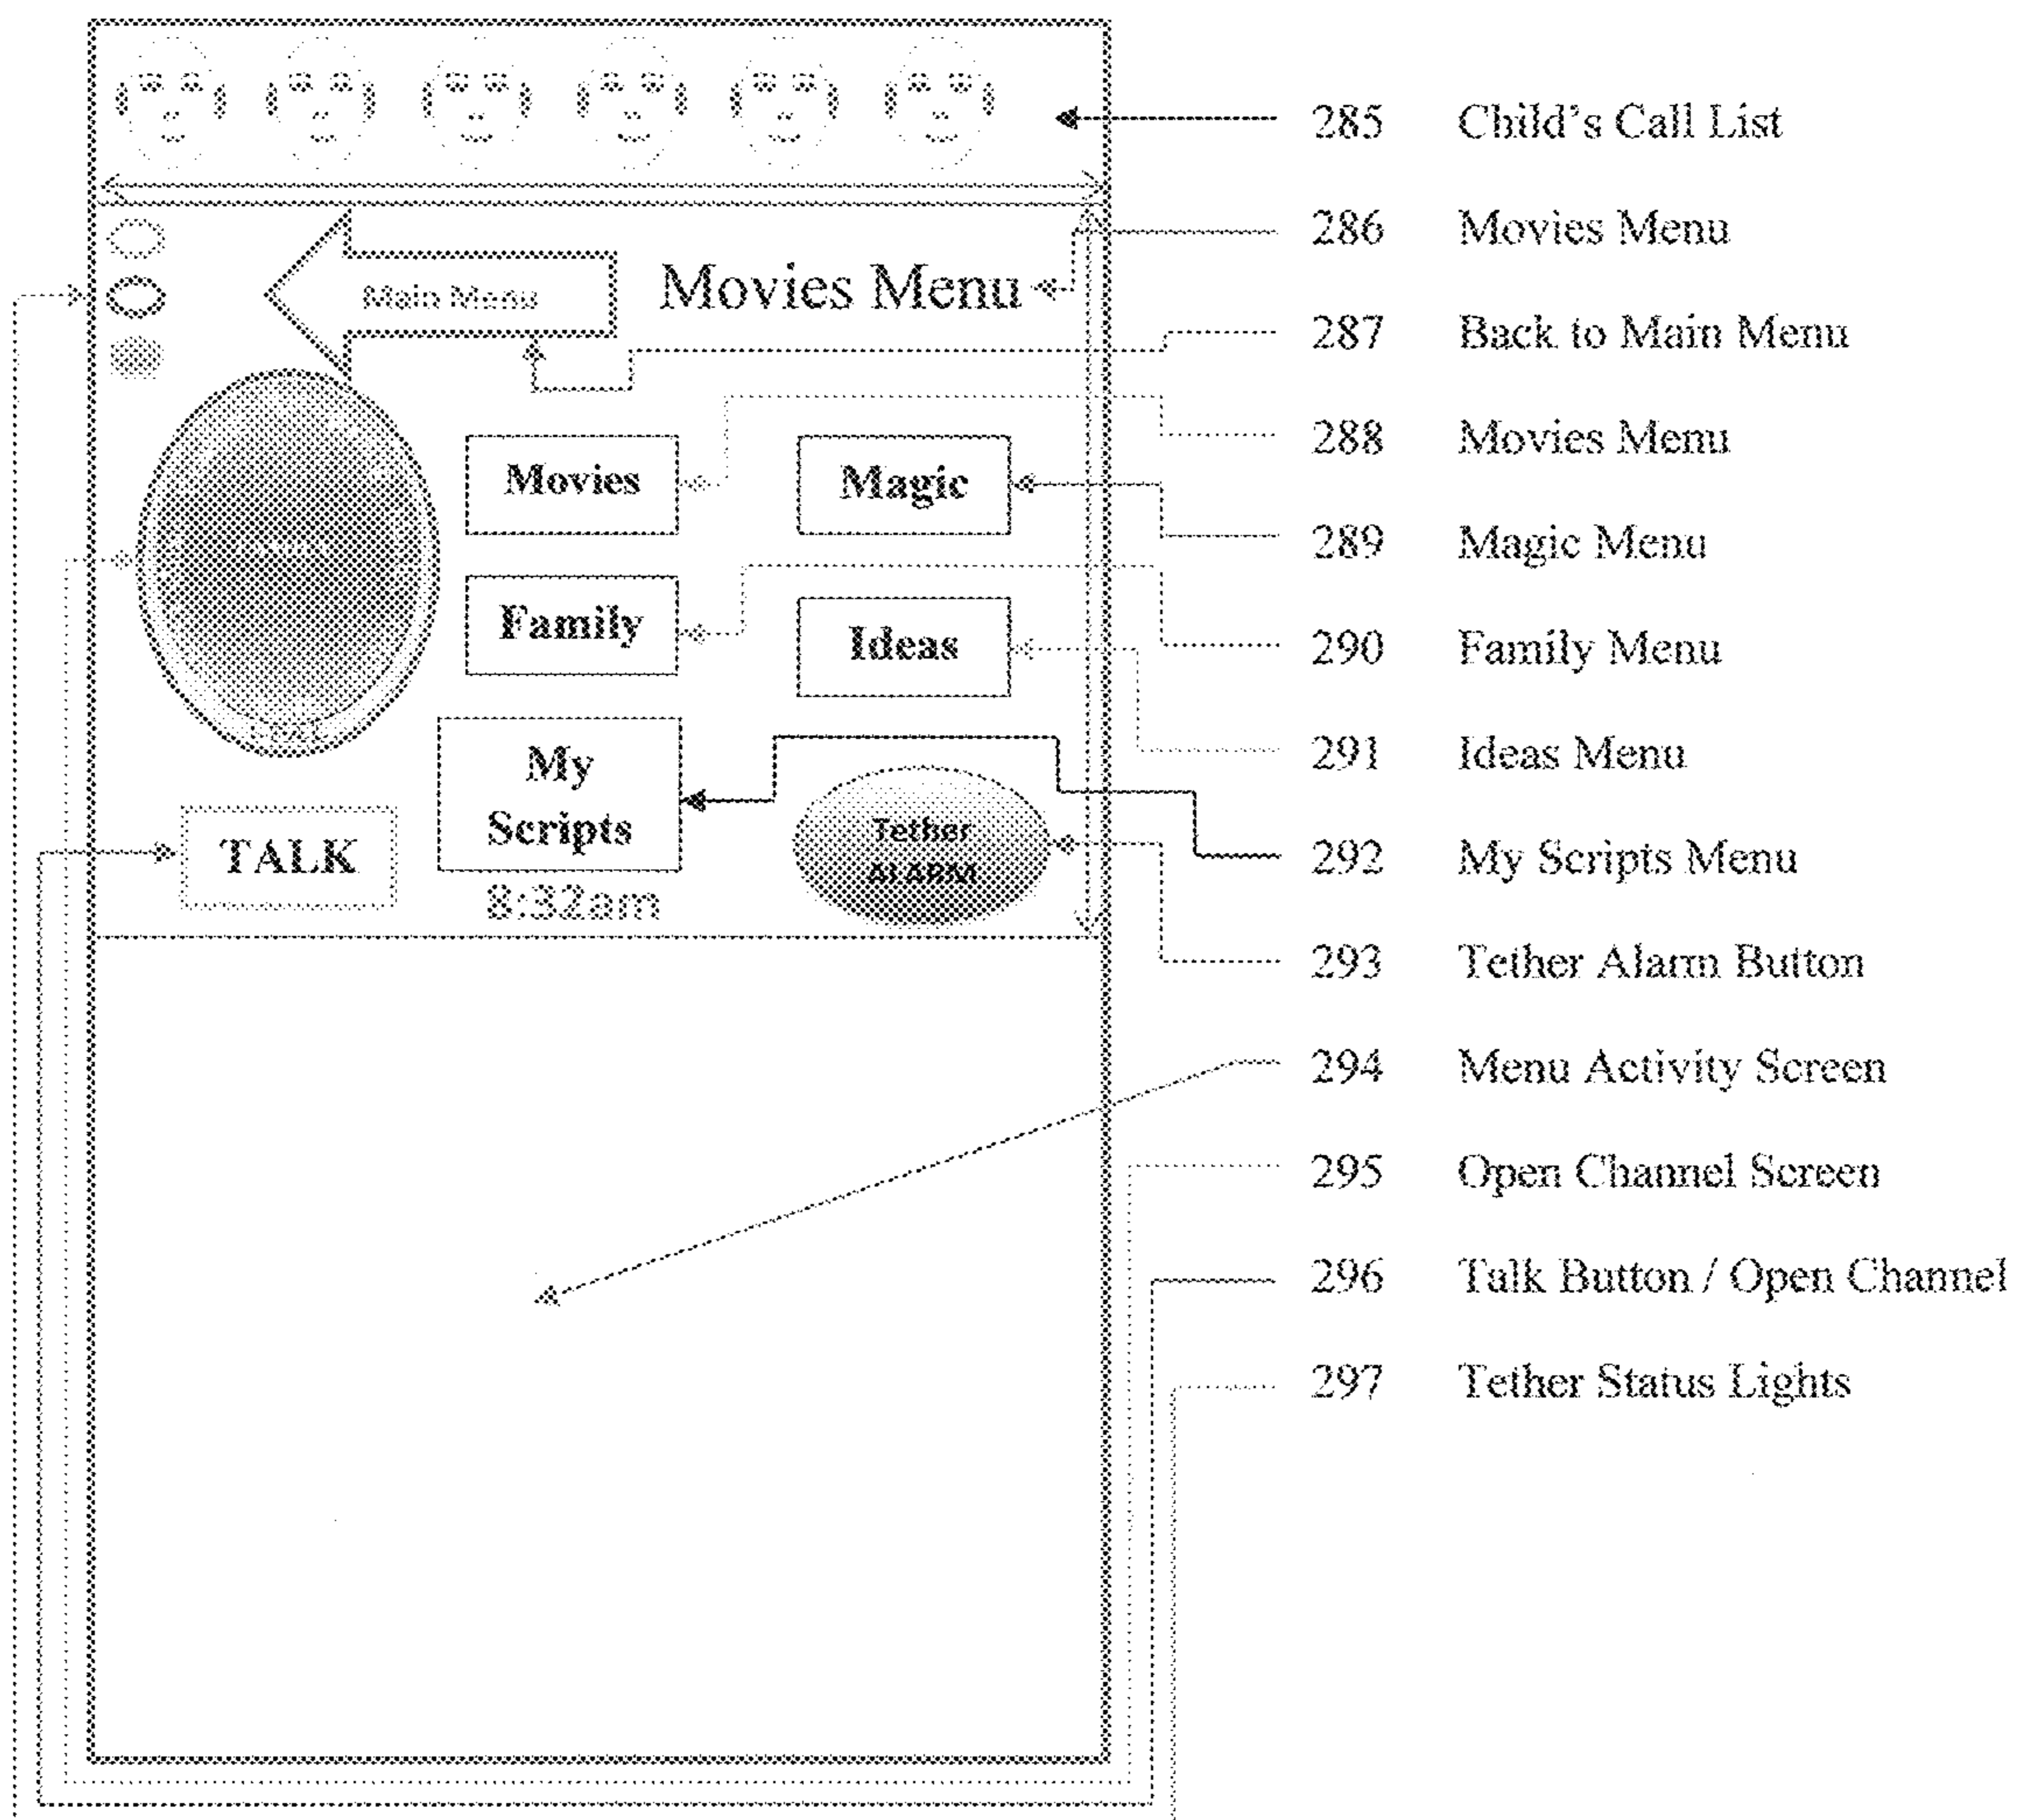 285 Child's Call List
286 Movies Menu
Main Menu
Movies Menu
287 Back to Main Menu
288 Movies Menu
Movies
Magic
289 Magic Menu
Family
Ideas
290 Family Menu
291 Ideas Menu
My
Scripts
Tether
ALARM
292 My Scripts Menu
TALK
8:32am
293 Tether Alarm Button
294 Menu Activity Screen
295 Open Channel Screen
296 Talk Button / Open Channel
297 Tether Status Lights